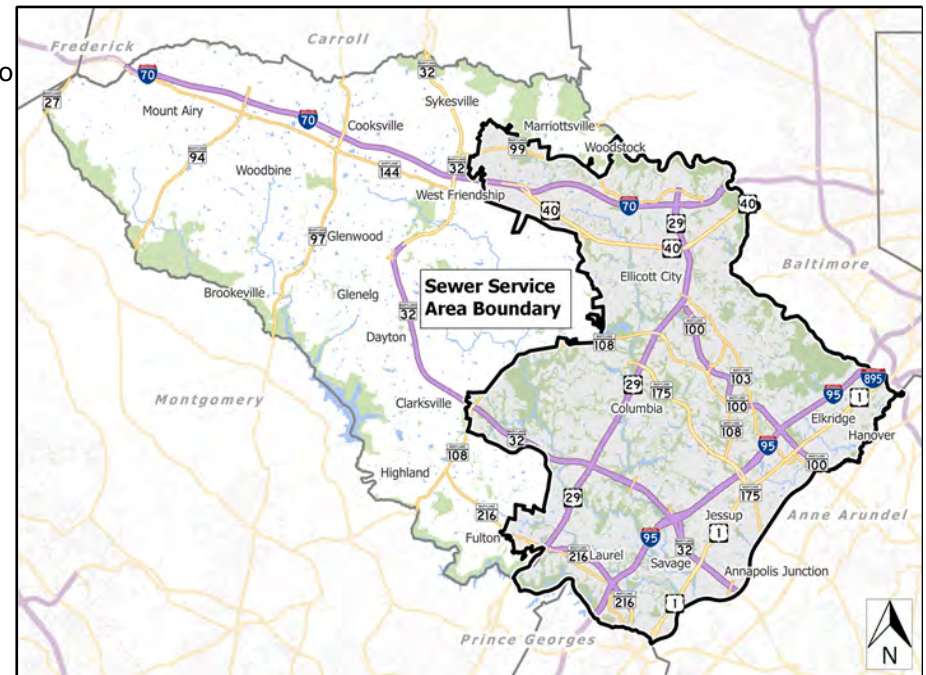 Frederick
Carroll
o
70
32
27
Mount Airy
70
Cooksville
Sykesville
Marriottsville
99
Woodstock
94
Woodbine
144
32
West Friendship
40
70
40
29
97
Glenwood
40
Baltimore
Ellicott City
Brookeville
Glenelg
Sewer Service
Area Boundary
32
Dayton
100
108
103
895
29
175
95
1
Montgomery
Clarksville
Columbia
100
Elkridge
108
Hanover
32
95
108
100
Highland
29
175
216
Jessup
Anne Arundel
Fulton
95
1
216
Laurel
32
Savage
Annapolis Junction
216
1
Prince Georges
N